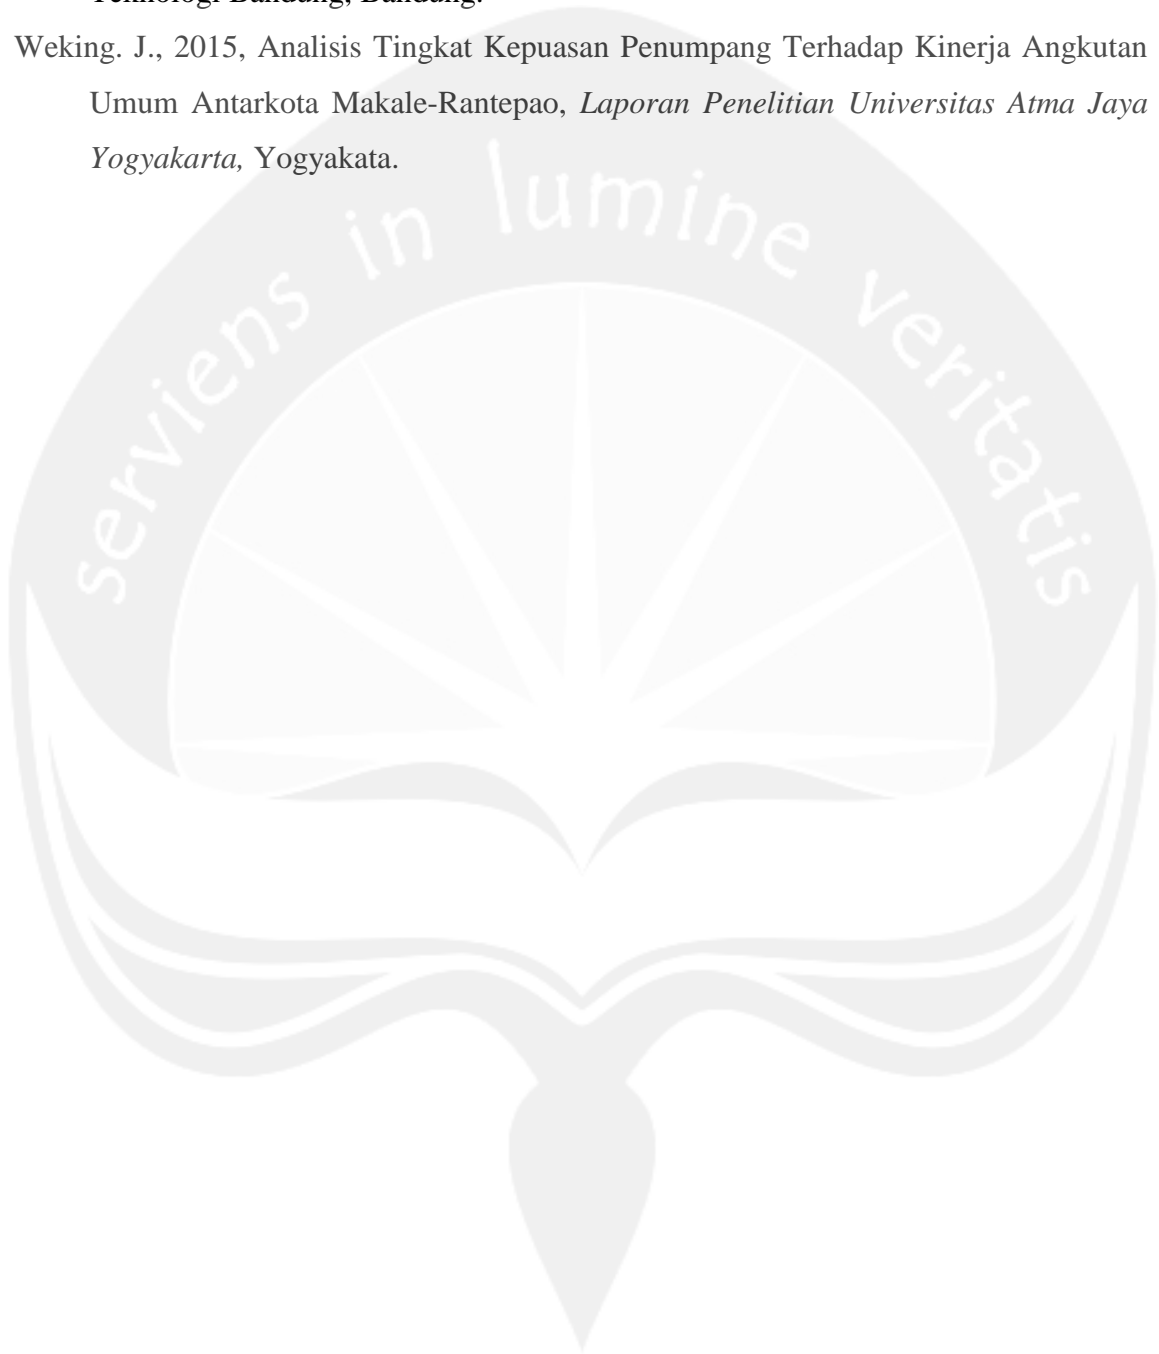 Teknologi Bandung, Bandung.
Weking. J., 2015, Analisis Tingkat Kepuasan Penumpang Terhadap Kinerja Angkutan
Umum Antarkota Makale-Rantepao, Laporan Penelitian Universitas Atma Jaya
Yogyakarta, Yogyakata.
serviens in lumine veritatis